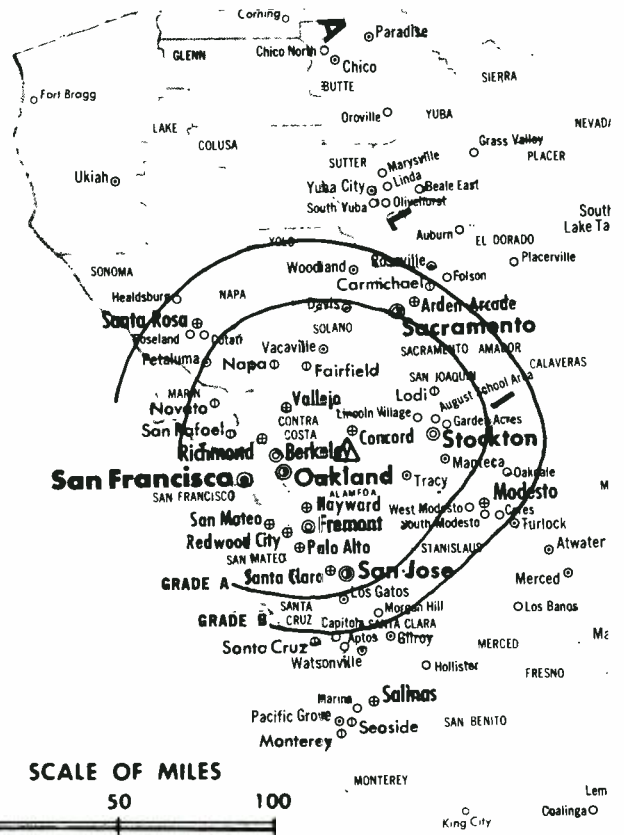 Corning
Paradise
GLENN
Chico North
Chico
BUTTE
SIERRA
Fort Bragg
Oroville
YUBA
NEVADA
LAKE
COLUSA
Grass Valley
PLACER
SUTTER
Marysville
Ukiah
Yuba City
Linda
Beale East
South Yuba
Olivehurst
South
Lake Ta
Auburn
EL DORADO
YOLO
Placerville
SONOMA
Woodland
Roseville
Folson
Carmichael
Healdsburg
NAPA
Davis
Arden-Arcade
Santa Rosa
SOLANO
Sacramento
Roseland
Cotati
Vacaville
SACRAMENTO
AMADOR
Petaluma
Napa
Fairfield
CALAVERAS
SAN JOAQUIN
MARIN
Vallejo
Lodi
August School Area
Novato
CONTRA
COSTA
Lincoln Village
Garden Acres
San Rafael
Concord
Stockton
Richmond
Berkeley
Manteca
San Francisco
Oakland
Tracy
Oakdale
SAN FRANCISCO
ALAMEDA
Modesto
M
Hayward
West Modesto
Ceres
San Mateo
Fremont
South Modesto
Turlock
Redwood City
Palo Alto
STANISLAUS
Atwater
SAN MATEO
GRADE A
Santa Clara
San Jose
Merced
Los Gatos
SANTA
CRUZ
Morgan Hill
Los Banos
GRADE B
Capitola
SANTA CLARA
Santa Cruz
Aptos
Gilroy
MERCED
Ma
Watsonville
Hollister
FRESNO
Marina
Salinas
Pacific Grove
Seaside
SAN BENITO
Monterey
SCALE OF MILES
MONTEREY
50
100
Lem
King City
Coalinga